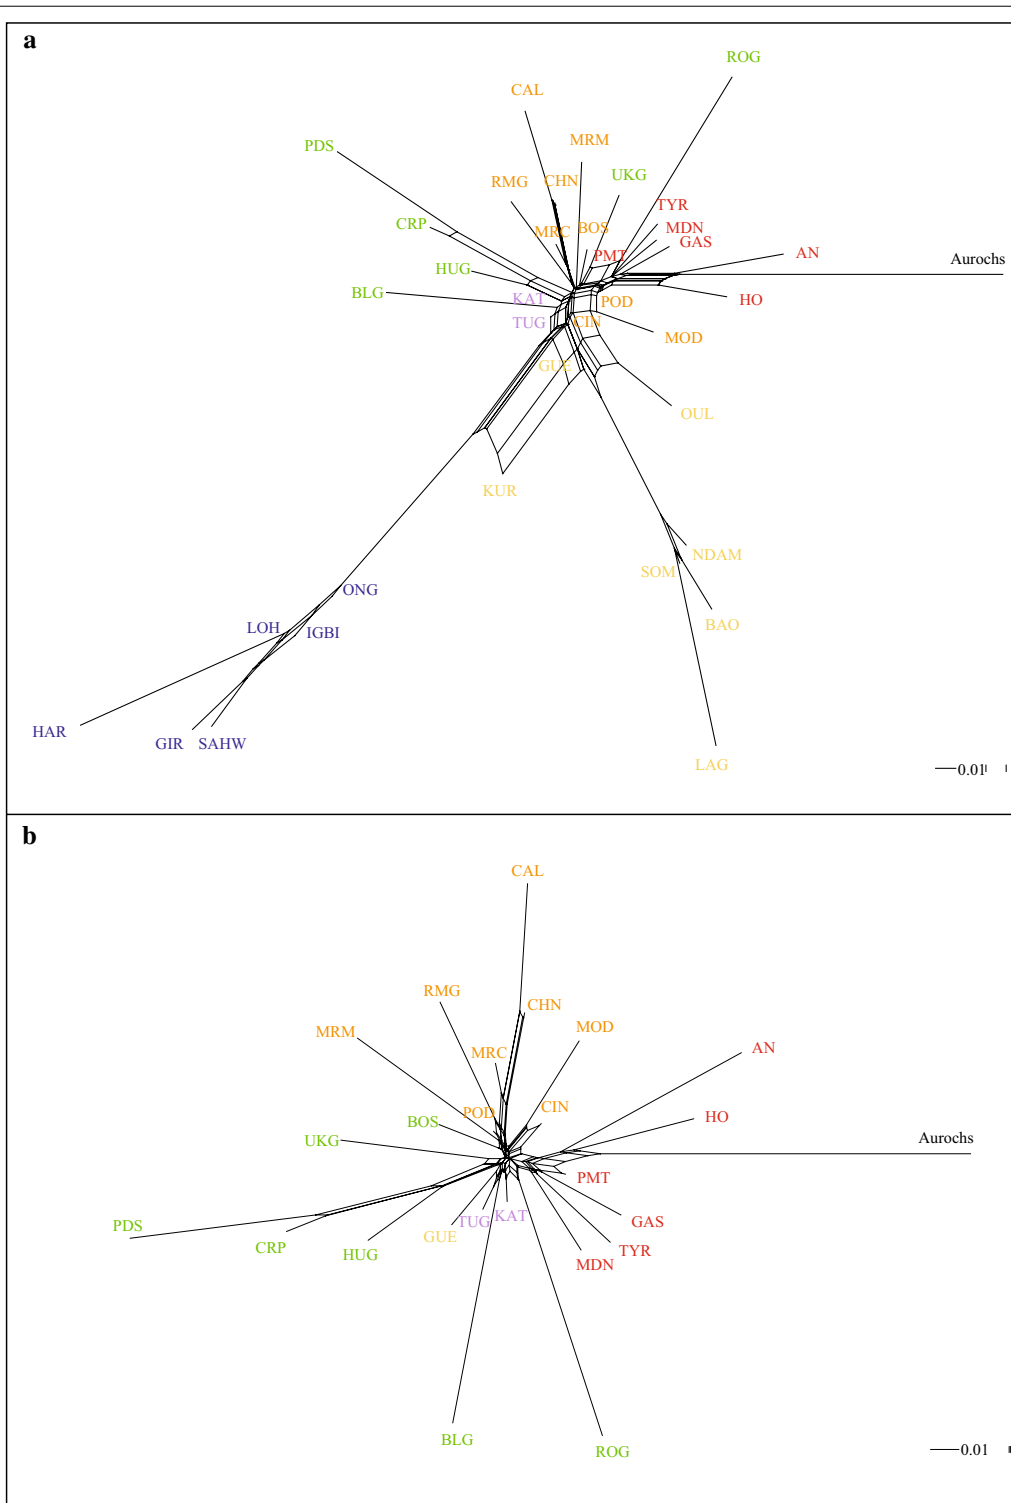 a
ROG
CAL
MRM
PDS
UKG
RMG CHN
TYR
CRP
MRC BOS
MDN
GAS
PMT
AN
Aurochs
HUG
BLG
KAT
POD
HO
TUG
CIN
MOD
GUE
OUL
KUR
NDAM
SOM
ONG
BAO
LOH
IGBI
HAR
GIR SAHW
LAG
0.01
b
CAL
RMG
CHN
MRM
MOD
MRC
AN
POD
CIN
BOS
HO
UKG
Aurochs
PMT
PDS
TUG KAT
GAS
GUE
CRP
HUG
TYR
MDN
BLG
ROG
0.01